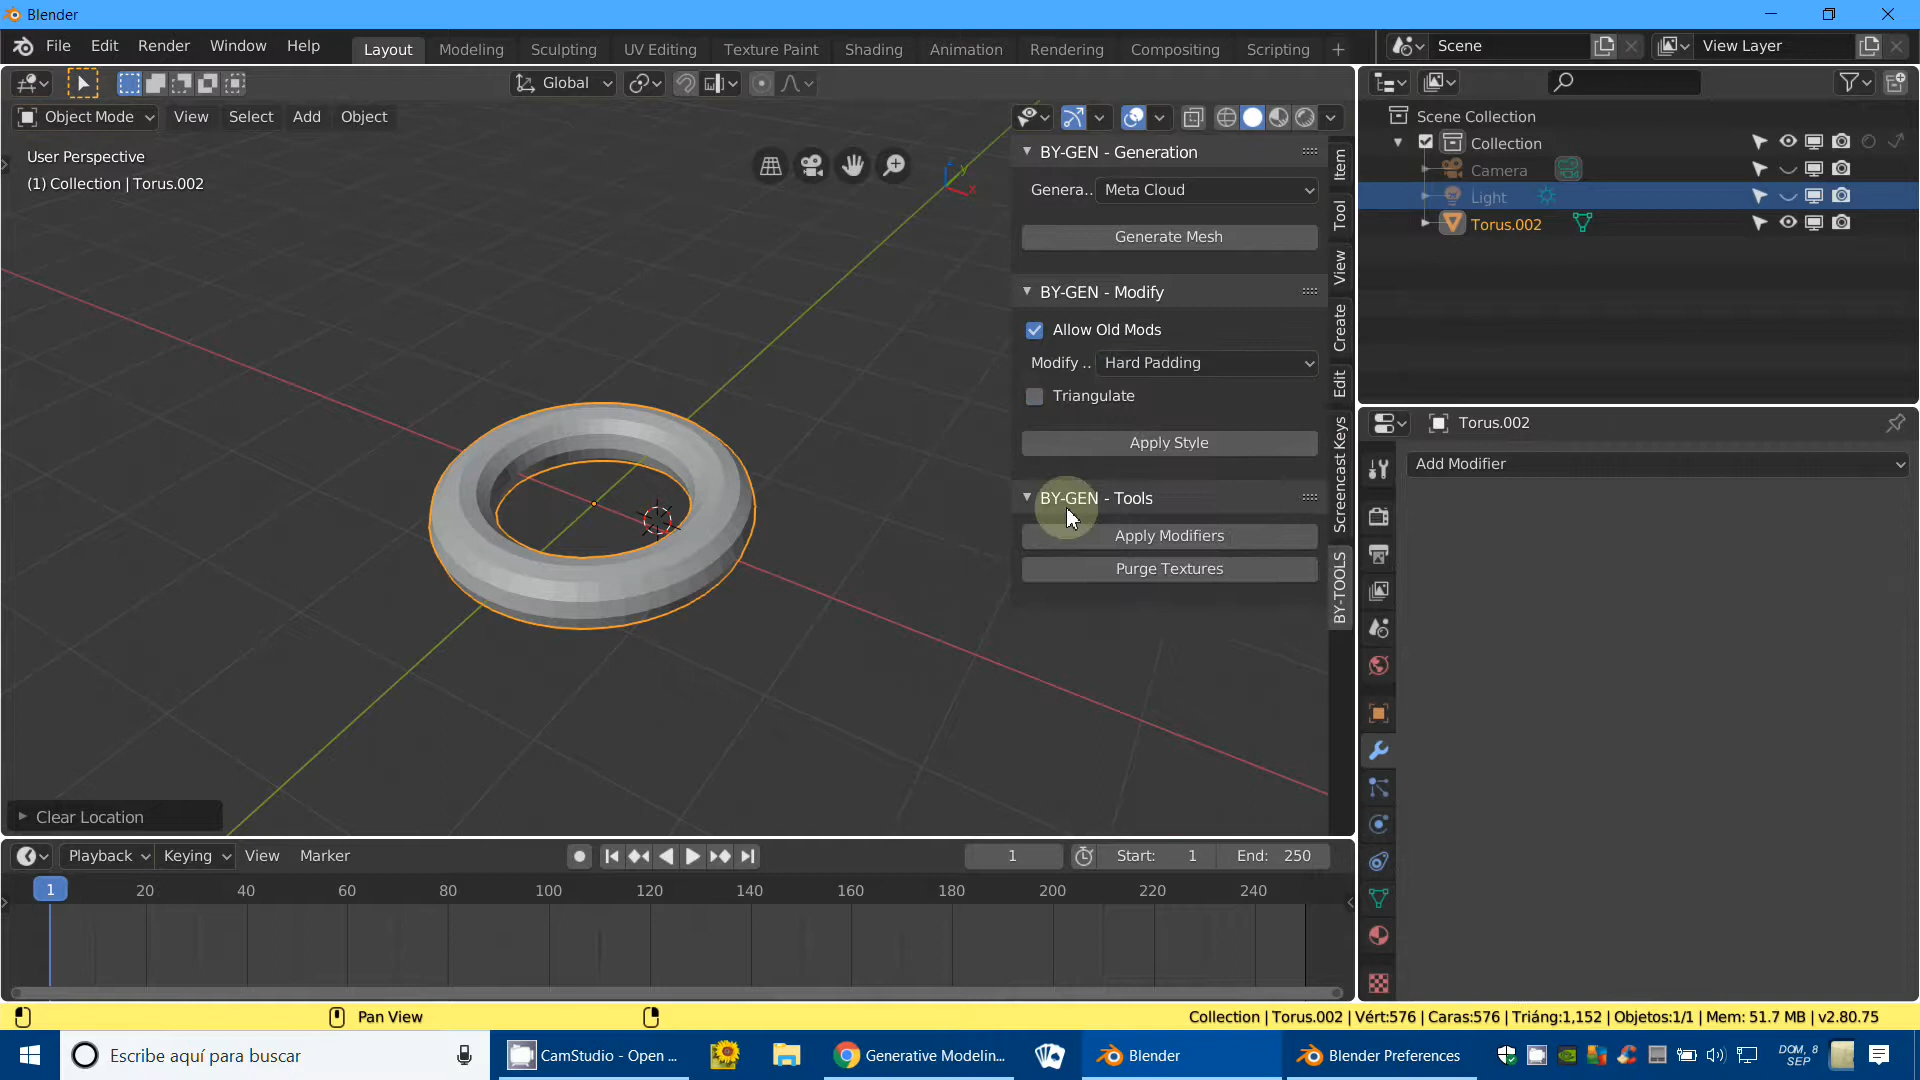 Blender
File Edit Render Window Help Layout Modeling Sculpting UV Editing Texture Paint Shading Animation Rendering Compositing Scripting + Scene View Layer
Global
Object Mode View Select Add Object
User Perspective
(1) Collection | Torus.002
z
y
x
BY-GEN - Generation
Genera.. Meta Cloud
Generate Mesh
BY-GEN - Modify
Allow Old Mods
Modify .. Hard Padding
Triangulate
Apply Style
BY-GEN - Tools
Apply Modifiers
Purge Textures
Item
Tool
View
Create
Edit
Screencast Keys
BY-TOOLS
Scene Collection
Collection
Camera
Light
Torus.002
Torus.002
Add Modifier
Clear Location
Playback Keying View Marker 1 Start: 1 End: 250
1 20 40 60 80 100 120 140 160 180 200 220 240
Pan View Collection | Torus.002 | Vért:576 | Caras:576 | Triáng:1,152 | Objetos:1/1 | Mem: 51.7 MB | v2.80.75
Escribe aquí para buscar CamStudio - Open ... Generative Modelin... Blender Blender Preferences DOM., 8
SEP